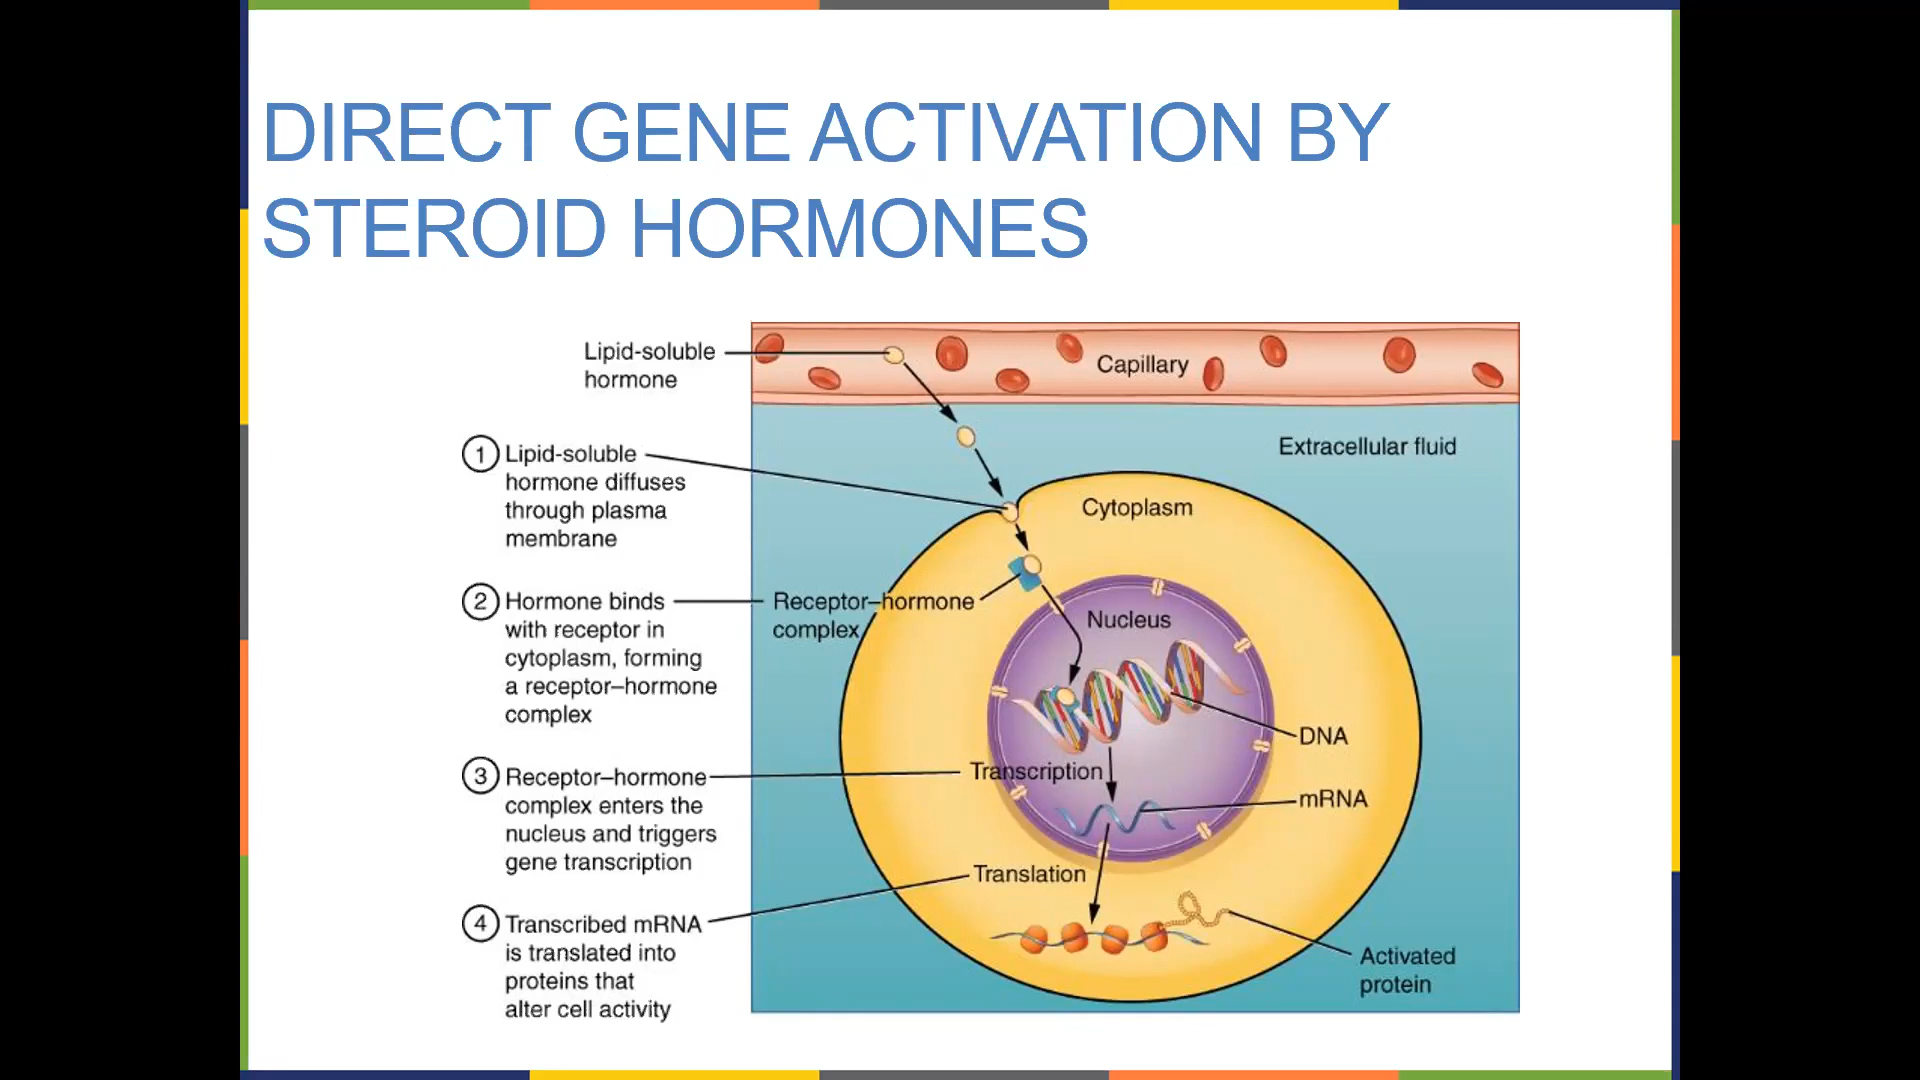 DIRECT GENE ACTIVATION BY
STEROID HORMONES
Lipid-soluble
hormone
Capillary
Extracellular fluid
1 Lipid-soluble
hormone diffuses
through plasma
membrane
Cytoplasm
2 Hormone binds
with receptor in
cytoplasm, forming
a receptor–hormone
complex
Receptor–hormone
complex
Nucleus
DNA
3 Receptor–hormone
complex enters the
nucleus and triggers
gene transcription
Transcription
mRNA
Translation
4 Transcribed mRNA
is translated into
proteins that
alter cell activity
Activated
protein